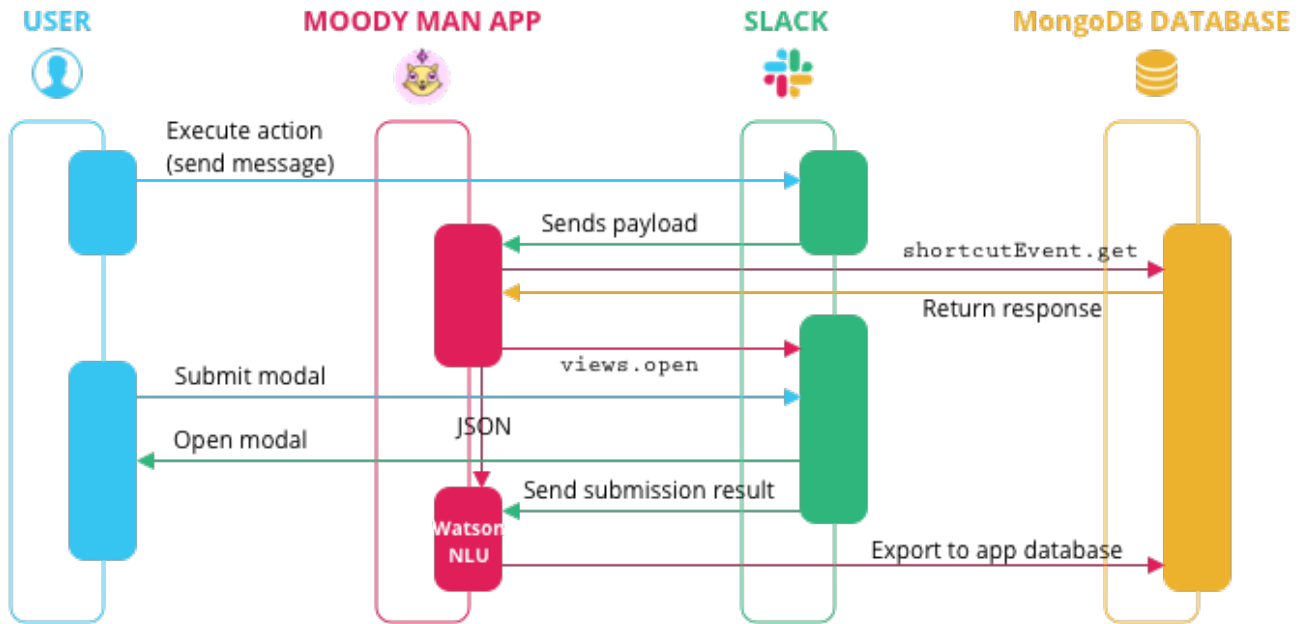 USER
MOODY MAN APP
SLACK
MongoDB DATABASE
Execute action
(send message)
Sends payload
shortcutEvent.get
Return response
views.open
Submit modal
JSON
Open modal
Send submission result
Watson
NLU
Export to app database